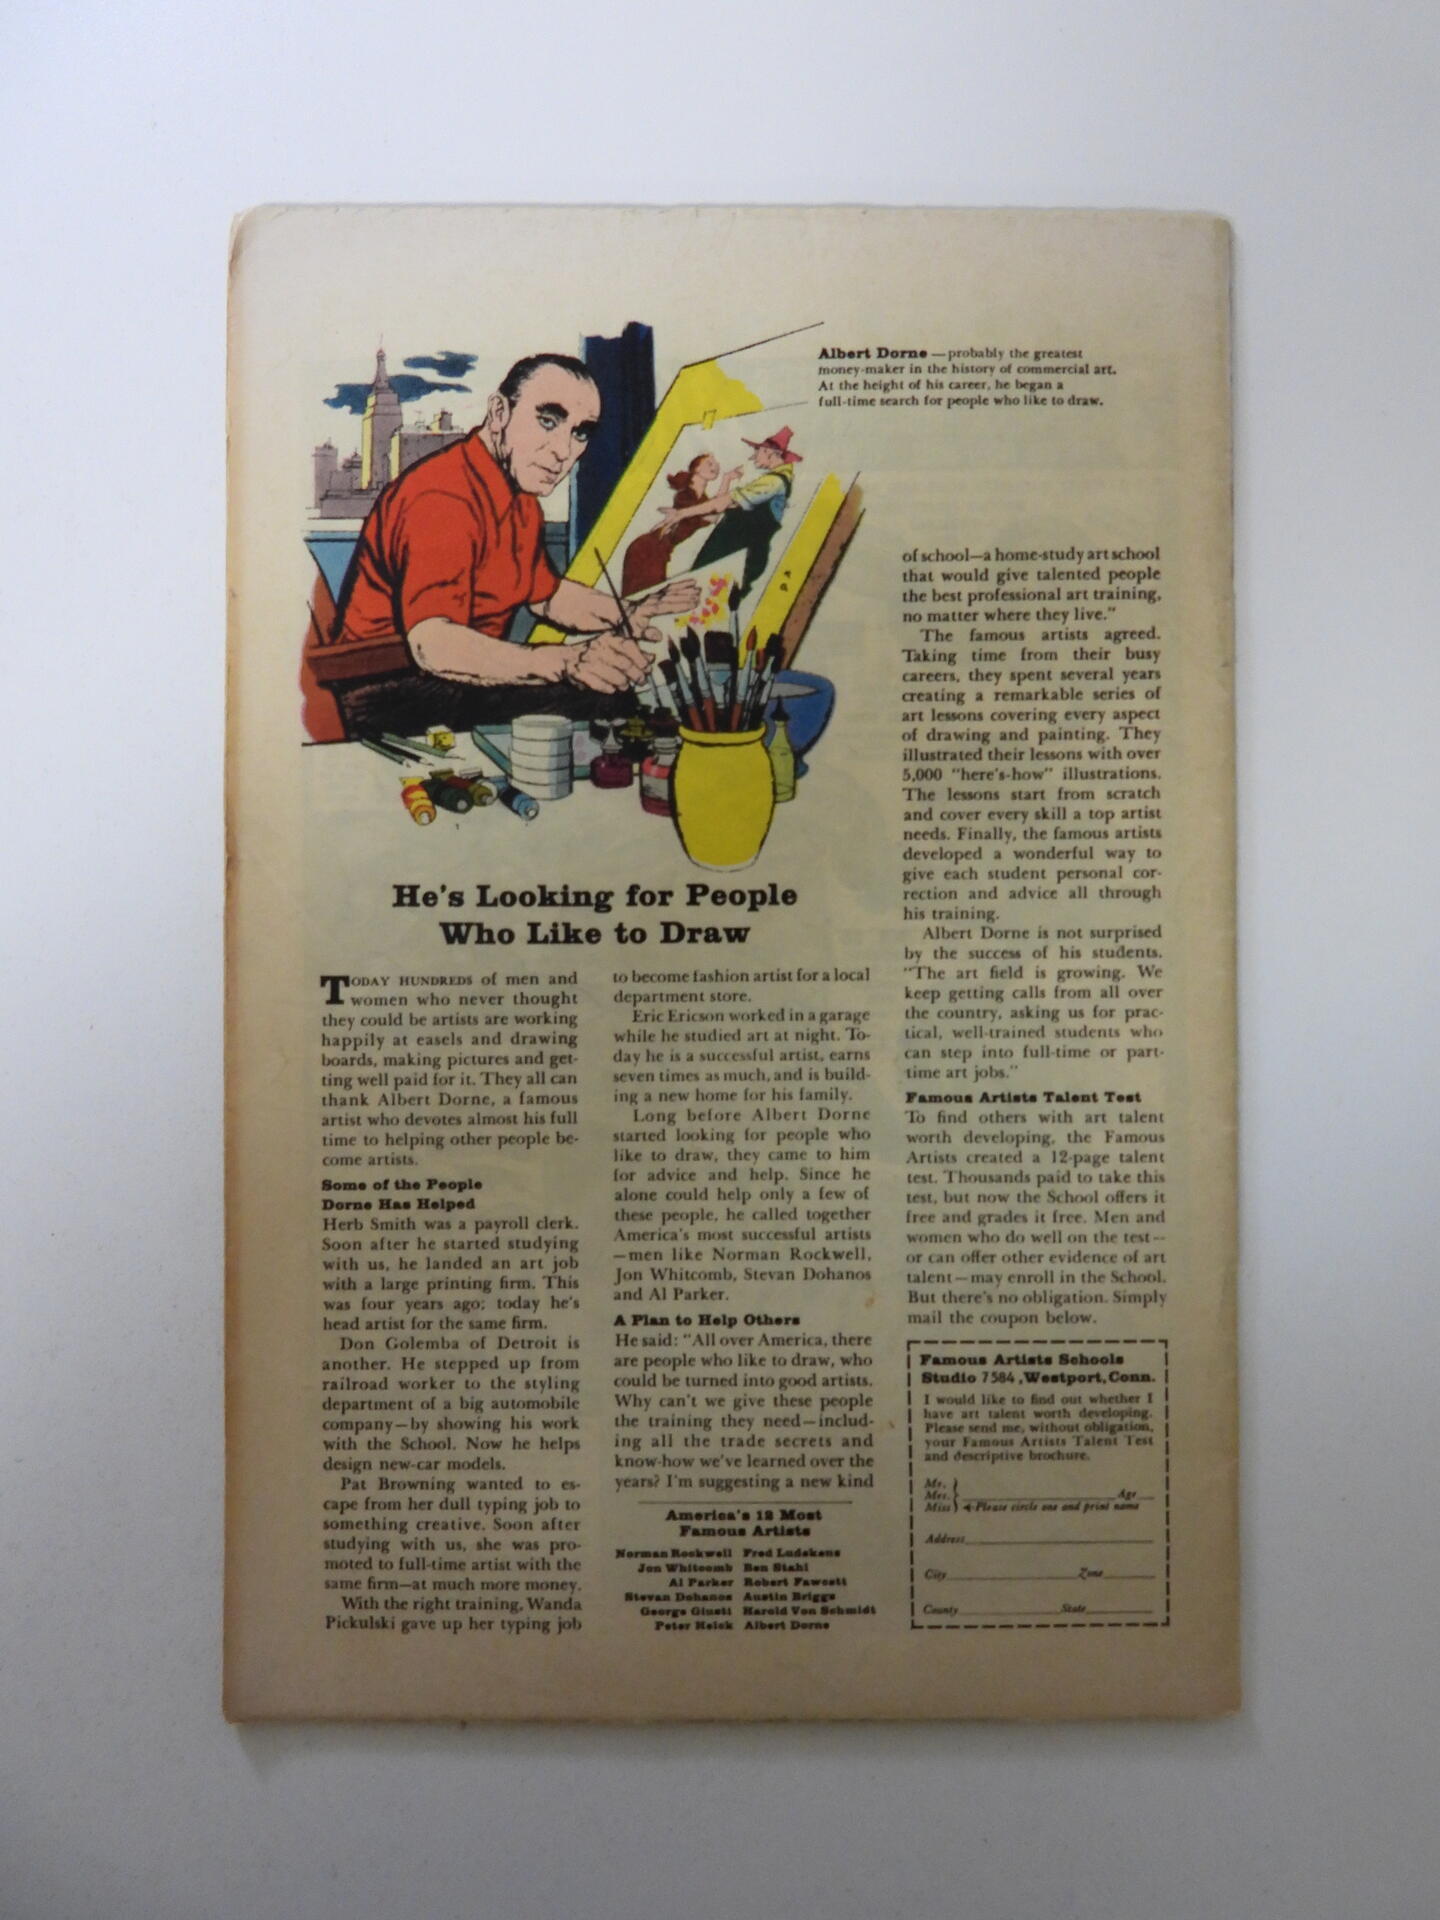 Albert Dorne — probably the greatest
money-maker in the history of commercial art.
At the height of his career, he began a
full-time search for people who like to draw.
He's Looking for People
Who Like to Draw
TODAY HUNDREDS of men and
women who never thought
they could be artists are working
happily at easels and drawing
boards, making pictures and get-
ting well paid for it. They all can
thank Albert Dorne, a famous
artist who devotes almost his full
time to helping other people be-
come artists.
Some of the People
Dorne Has Helped
Herb Smith was a payroll clerk.
Soon after he started studying
with us, he landed an art job
with a large printing firm. This
was four years ago; today he's
head artist for the same firm.
Don Golemba of Detroit is
another. He stepped up from
railroad worker to the styling
department of a big automobile
company—by showing his work
with the School. Now he helps
design new-car models.
Pat Browning wanted to es-
cape from her dull typing job to
something creative. Soon after
studying with us, she was pro-
moted to full-time artist with the
same firm—at much more money.
With the right training, Wanda
Pickulski gave up her typing job
to become fashion artist for a local
department store.
Eric Ericson worked in a garage
while he studied art at night. To-
day he is a successful artist, earns
seven times as much, and is build-
ing a new home for his family.
Long before Albert Dorne
started looking for people who
like to draw, they came to him
for advice and help. Since he
alone could help only a few of
these people, he called together
America's most successful artists
—men like Norman Rockwell,
Jon Whitcomb, Stevan Dohanos
and Al Parker.
A Plan to Help Others
He said: "All over America, there
are people who like to draw, who
could be turned into good artists.
Why can't we give these people
the training they need—includ-
ing all the trade secrets and
know-how we've learned over the
years? I'm suggesting a new kind
America's 12 Most
Famous Artists
Norman Rockwell Fred Ludekens
Jon Whitcomb Ben Stahl
Al Parker Robert Fawcett
Stevan Dohanos Austin Briggs
George Giusti Harold Von Schmidt
Peter Helck Albert Dorne
of school—a home-study art school
that would give talented people
the best professional art training,
no matter where they live."
The famous artists agreed.
Taking time from their busy
careers, they spent several years
creating a remarkable series of
art lessons covering every aspect
of drawing and painting. They
illustrated their lessons with over
5,000 "here's-how" illustrations.
The lessons start from scratch
and cover every skill a top artist
needs. Finally, the famous artists
developed a wonderful way to
give each student personal cor-
rection and advice all through
his training.
Albert Dorne is not surprised
by the success of his students.
"The art field is growing. We
keep getting calls from all over
the country, asking us for prac-
tical, well-trained students who
can step into full-time or part-
time art jobs."
Famous Artists Talent Test
To find others with art talent
worth developing, the Famous
Artists created a 12-page talent
test. Thousands paid to take this
test, but now the School offers it
free and grades it free. Men and
women who do well on the test—
or can offer other evidence of art
talent—may enroll in the School.
But there's no obligation. Simply
mail the coupon below.
Famous Artists Schools
Studio 7584, Westport, Conn.
I would like to find out whether I
have art talent worth developing.
Please send me, without obligation,
your Famous Artists Talent Test
and descriptive brochure.
Mr.
Mrs. Age
Miss Please circle one and print name
Address
City Zone
County State